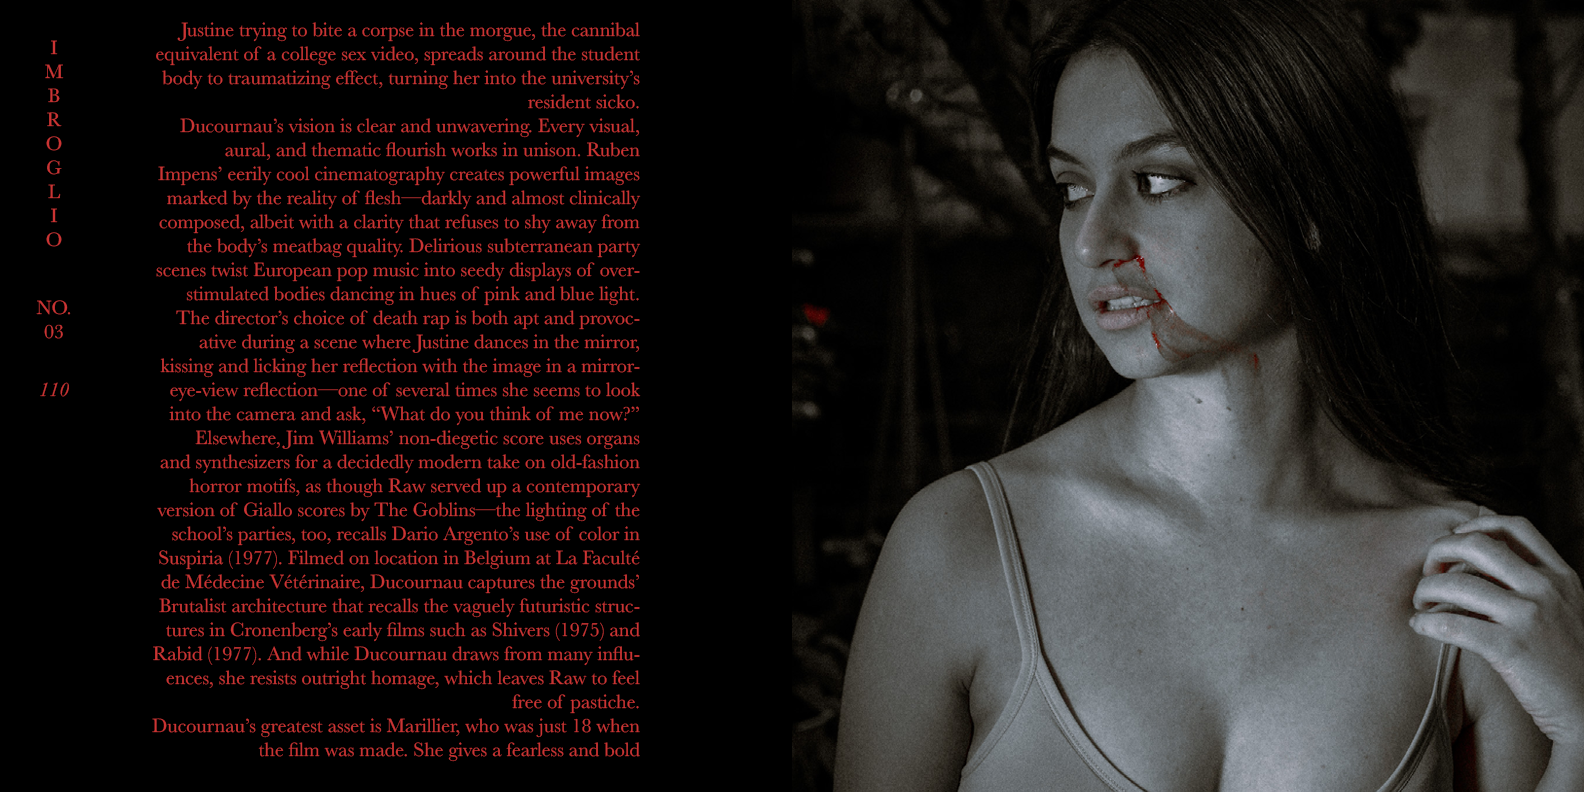 I
M
B
R
O
G
L
I
O
NO.
03
110
Justine trying to bite a corpse in the morgue, the cannibal
equivalent of a college sex video, spreads around the student
body to traumatizing effect, turning her into the university’s
resident sicko.
Ducournau’s vision is clear and unwavering. Every visual,
aural, and thematic flourish works in unison. Ruben
Impens’ eerily cool cinematography creates powerful images
marked by the reality of flesh—darkly and almost clinically
composed, albeit with a clarity that refuses to shy away from
the body’s meatbag quality. Delirious subterranean party
scenes twist European pop music into seedy displays of over-
stimulated bodies dancing in hues of pink and blue light.
The director’s choice of death rap is both apt and provoc-
ative during a scene where Justine dances in the mirror,
kissing and licking her reflection with the image in a mirror-
eye-view reflection—one of several times she seems to look
into the camera and ask, “What do you think of me now?”
Elsewhere, Jim Williams’ non-diegetic score uses organs
and synthesizers for a decidedly modern take on old-fashion
horror motifs, as though Raw served up a contemporary
version of Giallo scores by The Goblins—the lighting of the
school’s parties, too, recalls Dario Argento’s use of color in
Suspiria (1977). Filmed on location in Belgium at La Faculté
de Médecine Vétérinaire, Ducournau captures the grounds’
Brutalist architecture that recalls the vaguely futuristic struc-
tures in Cronenberg’s early films such as Shivers (1975) and
Rabid (1977). And while Ducournau draws from many influ-
ences, she resists outright homage, which leaves Raw to feel
free of pastiche.
Ducournau’s greatest asset is Marillier, who was just 18 when
the film was made. She gives a fearless and bold